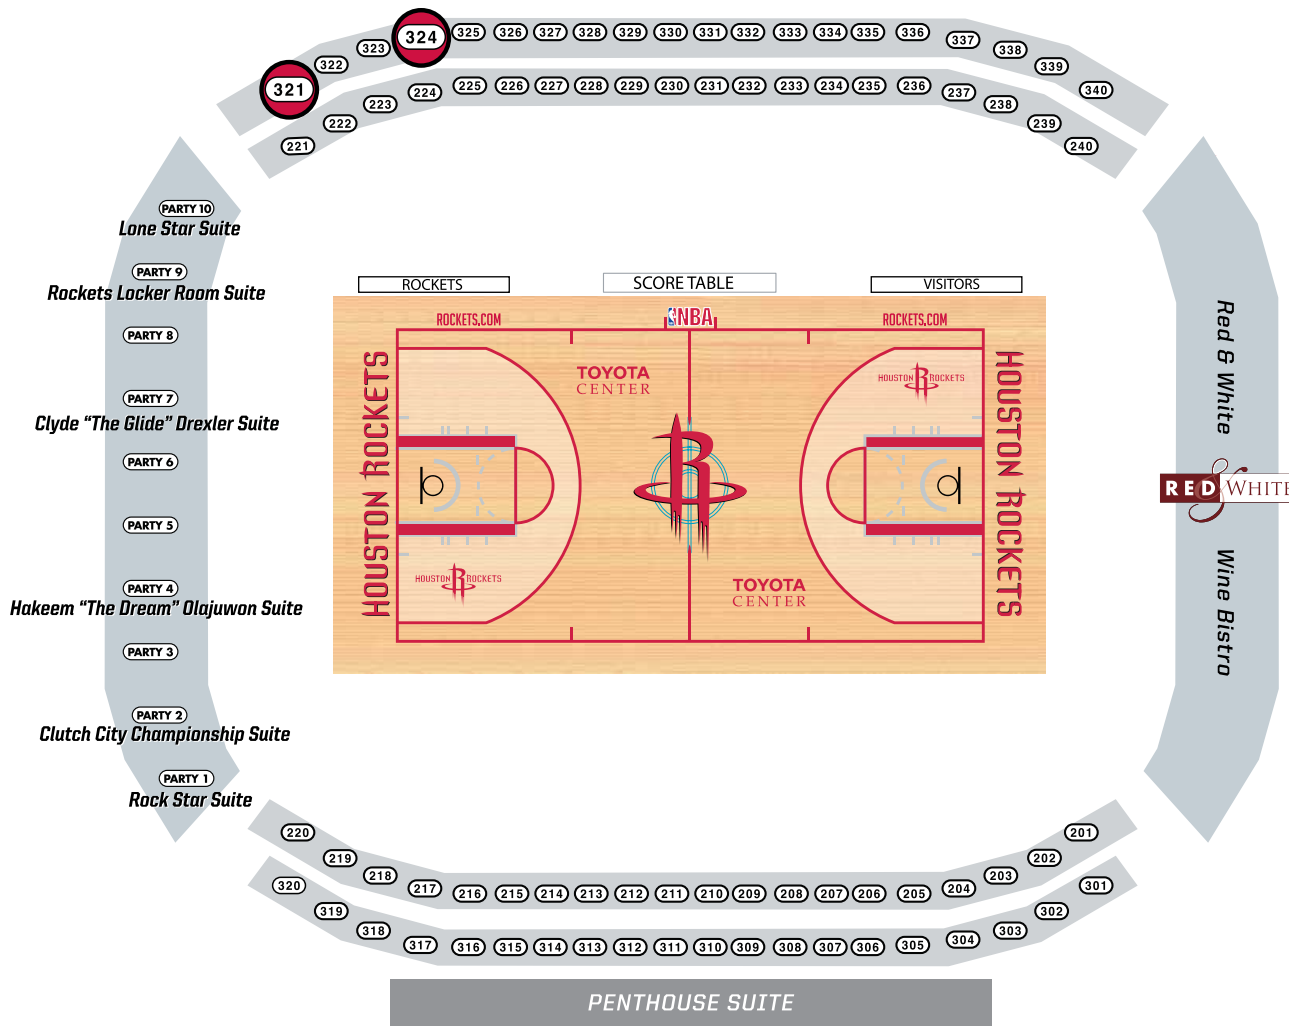 324 325 326 327 328 329 330 331 332 333 334 335 336
337
323
338
322
339
321
340
225 226 227 228 229 230 231 232 233 234 235 236
224
237
223
238
222
239
221
240
PARTY 10
Lone Star Suite
PARTY 9
Rockets Locker Room Suite
PARTY 8
PARTY 7
Clyde "The Glide" Drexler Suite
PARTY 6
PARTY 5
PARTY 4
Hakeem "The Dream" Olajuwon Suite
PARTY 3
PARTY 2
Clutch City Championship Suite
PARTY 1
Rock Star Suite
ROCKETS
SCORE TABLE
VISITORS
ROCKETS.COM
NBA
ROCKETS.COM
HOUSTON ROCKETS
TOYOTA
CENTER
HOUSTON ROCKETS
HOUSTON ROCKETS
HOUSTON ROCKETS
TOYOTA
CENTER
Red & White
RED & WHITE
Wine Bistro
220
201
219
202
218
203
217
204
216 215 214 213 212 211 210 209 208 207 206 205
320
301
319
302
318
303
317
304
316 315 314 313 312 311 310 309 308 307 306 305
PENTHOUSE SUITE